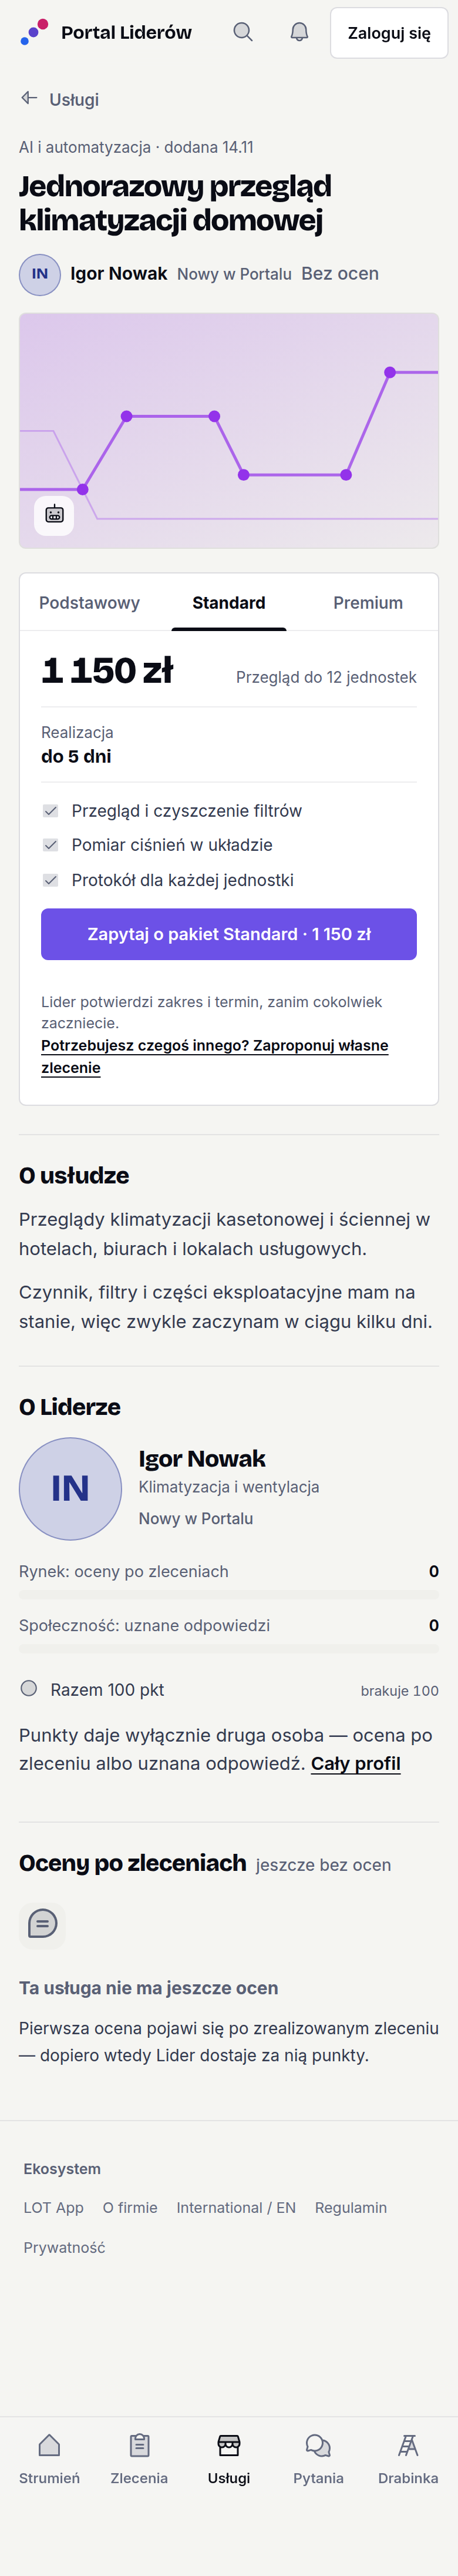 Portal Liderów
Zaloguj się
Usługi
AI i automatyzacja · dodana 14.11
Jednorazowy przegląd
klimatyzacji domowej
IN Igor Nowak Nowy w Portalu Bez ocen
Podstawowy Standard Premium
1 150 zł Przegląd do 12 jednostek
Realizacja
do 5 dni
Przegląd i czyszczenie filtrów
Pomiar ciśnień w układzie
Protokół dla każdej jednostki
Zapytaj o pakiet Standard · 1 150 zł
Lider potwierdzi zakres i termin, zanim cokolwiek
zaczniecie.
Potrzebujesz czegoś innego? Zaproponuj własne
zlecenie
O usłudze
Przeglądy klimatyzacji kasetonowej i ściennej w
hotelach, biurach i lokalach usługowych.
Czynnik, filtry i części eksploatacyjne mam na
stanie, więc zwykle zaczynam w ciągu kilku dni.
O Liderze
IN
Igor Nowak
Klimatyzacja i wentylacja
Nowy w Portalu
Rynek: oceny po zleceniach 0
Społeczność: uznane odpowiedzi 0
Razem 100 pkt brakuje 100
Punkty daje wyłącznie druga osoba — ocena po
zleceniu albo uznana odpowiedź. Cały profil
Oceny po zleceniach jeszcze bez ocen
Ta usługa nie ma jeszcze ocen
Pierwsza ocena pojawi się po zrealizowanym zleceniu
— dopiero wtedy Lider dostaje za nią punkty.
Ekosystem
LOT App O firmie International / EN Regulamin
Prywatność
Strumień Zlecenia Usługi Pytania Drabinka